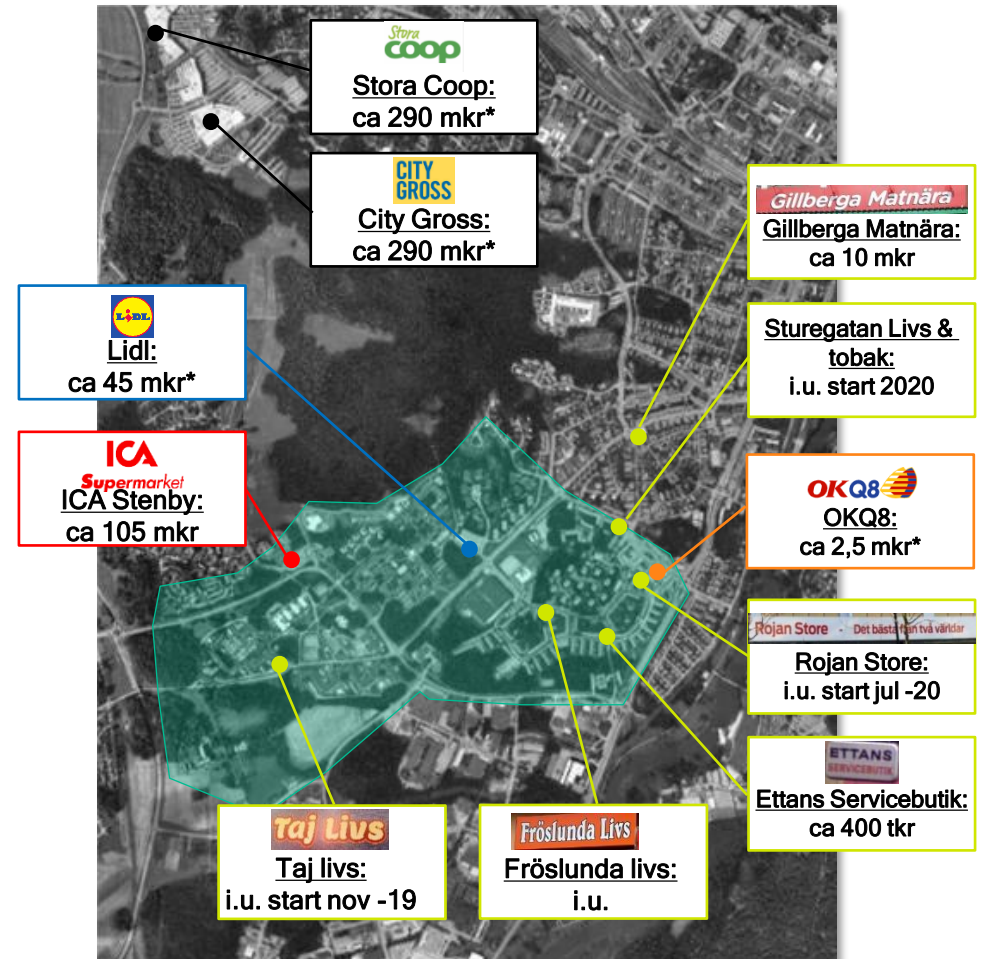 Stora
coop
Stora Coop:
ca 290 mkr*
CITY
GROSS
City Gross:
ca 290 mkr*
Gillberga Matnära
Gillberga Matnära:
ca 10 mkr
LiDL
Lidl:
ca 45 mkr*
Sturegatan Livs &
tobak:
i.u. start 2020
ICA
Supermarket
ICA Stenby:
ca 105 mkr
OKQ8
OKQ8:
ca 2,5 mkr*
Rojan Store - Det bästa från två världar
Rojan Store:
i.u. start jul -20
ETTANS
SERVICEBUTIK
Ettans Servicebutik:
ca 400 tkr
Taj Livs
Taj livs:
i.u. start nov -19
Fröslunda Livs
Fröslunda livs:
i.u.